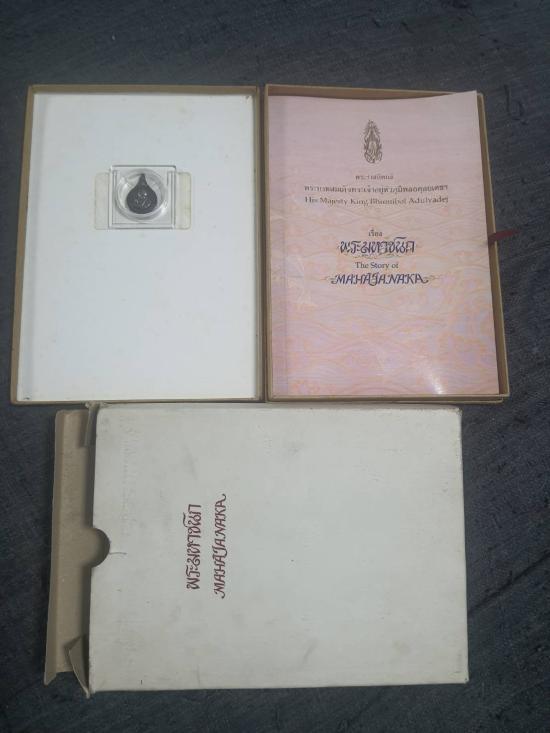 พระราชนิพนธ์
พระบาทสมเด็จพระเจ้าอยู่หัวภูมิพลอดุลยเดชฯ
His Majesty King Bhumibol Adulyadej
เรื่อง
พระมหาชนก
The Story of
MAHAJANAKA
พระมหาชนก
MAHAJANAKA